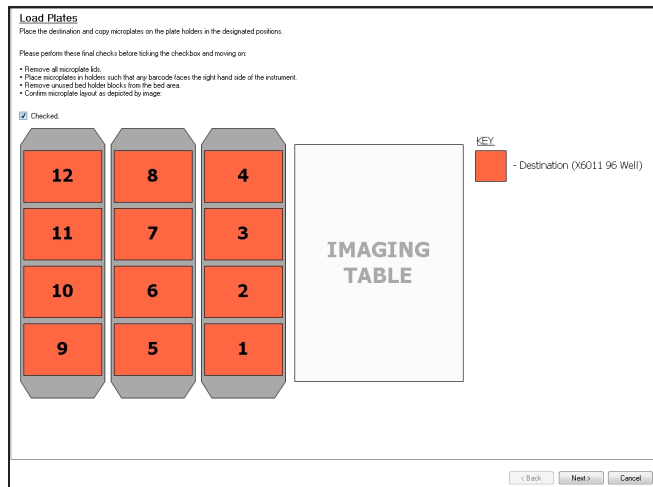 Load Plates
Place the destination and copy microplates on the plate holders in the designated positions.
Please perform these final checks before ticking the checkbox and moving on:
• Remove all microplate lids.
• Place microplates in holders such that any barcode faces the right hand side of the instrument.
• Remove unused bed holder blocks from the bed area.
• Confirm microplate layout as depicted by image:
Checked.
12 8 4
11 7 3
10 6 2
9 5 1
IMAGING
TABLE
KEY
- Destination (X6011 96 Well)
< Back Next > Cancel